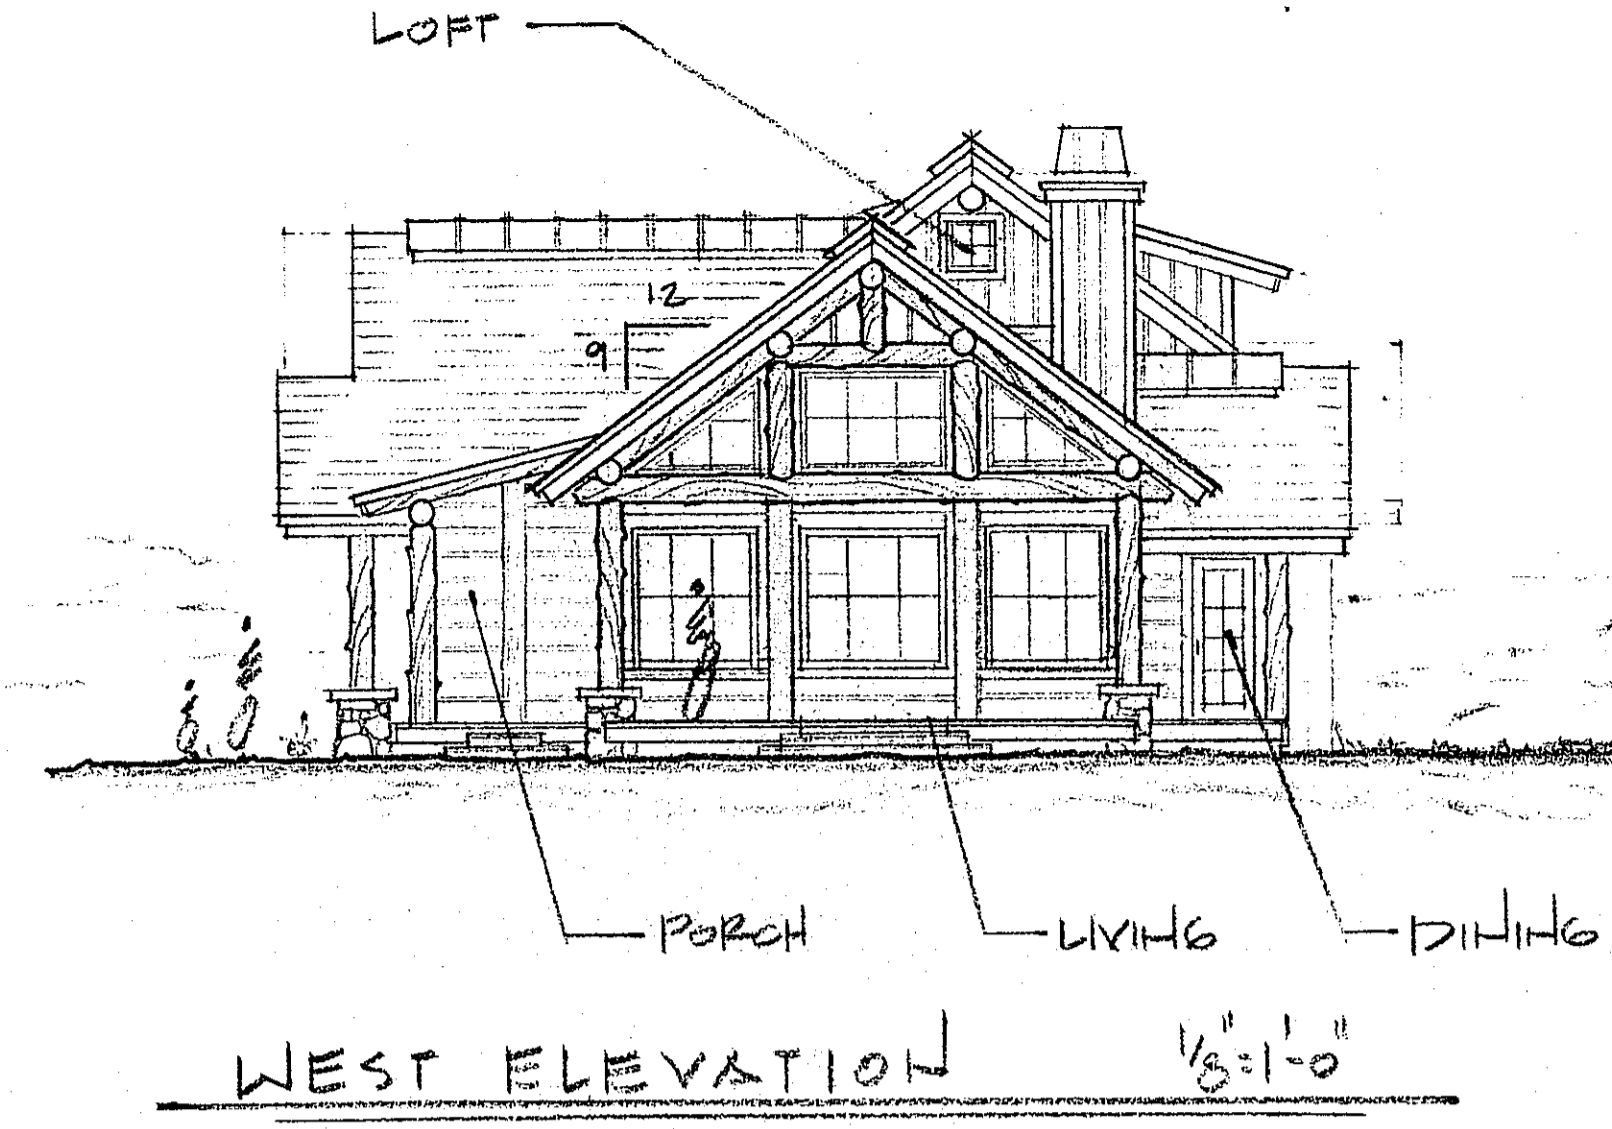 LOFT
12
9
PORCH
LIVING
DINING
WEST ELEVATION
1/8"=1'-0"